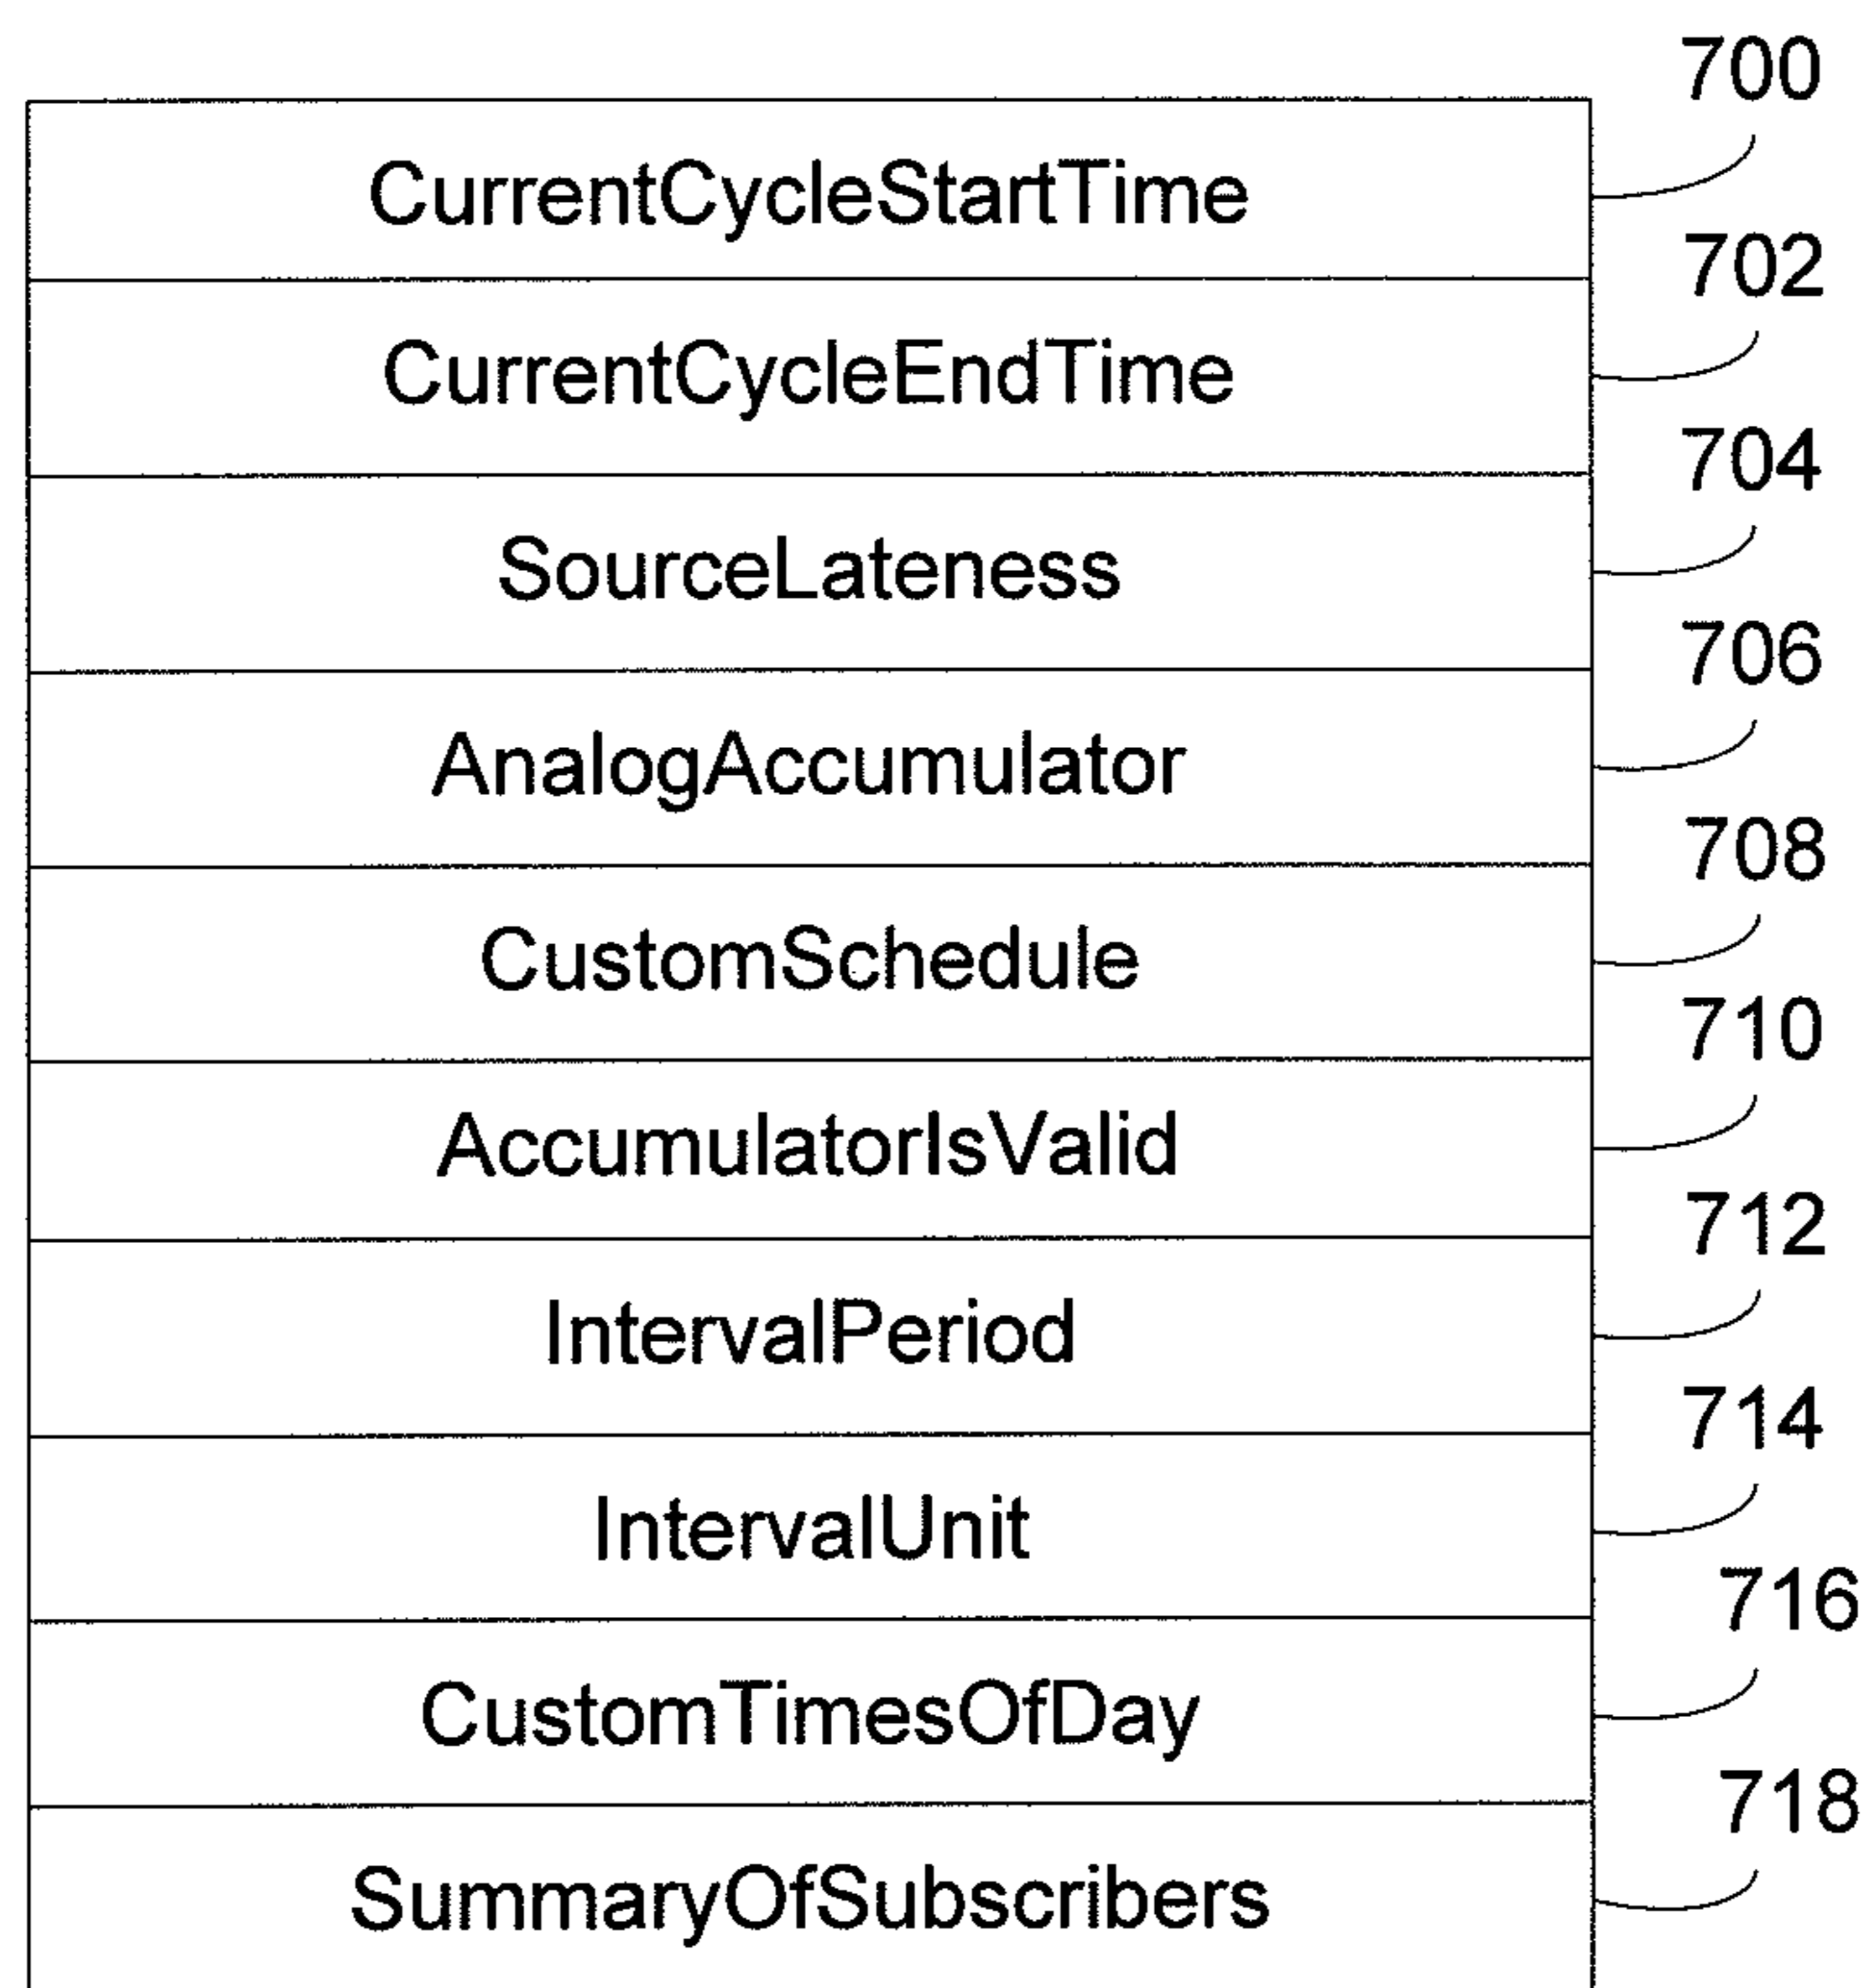 700
CurrentCycleStartTime
702
CurrentCycleEndTime
704
SourceLateness
706
AnalogAccumulator
708
CustomSchedule
710
AccumulatorIsValid
712
IntervalPeriod
714
IntervalUnit
716
CustomTimesOfDay
718
SummaryOfSubscribers